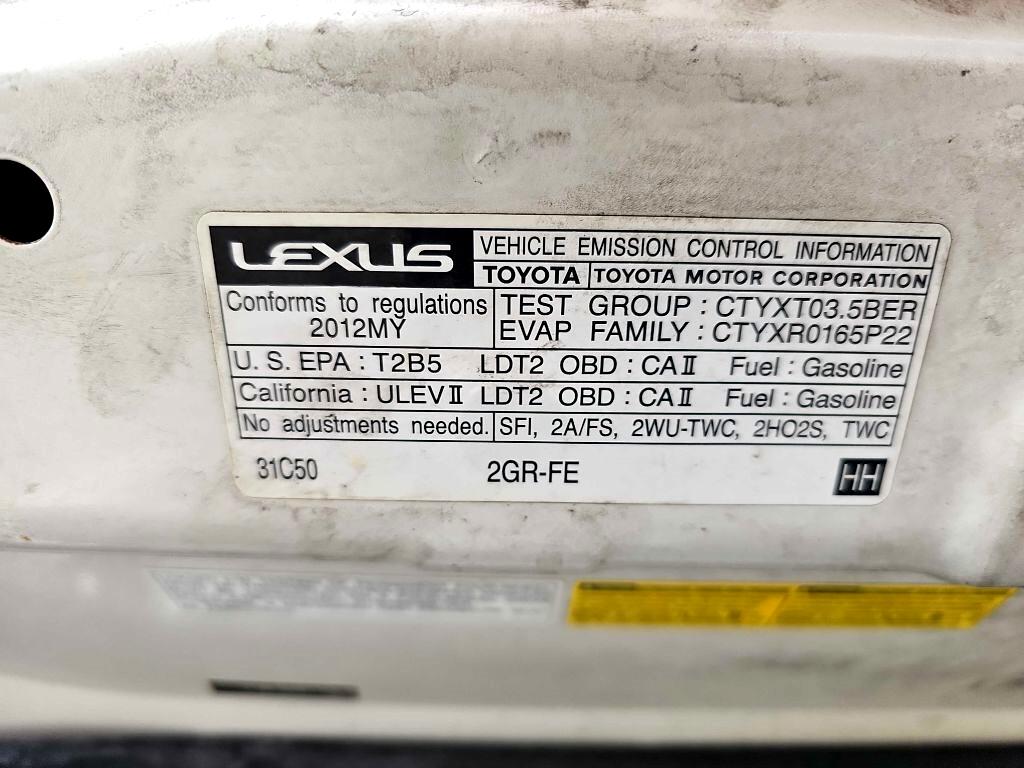 LEXUS
VEHICLE EMISSION CONTROL INFORMATION
TOYOTA TOYOTA MOTOR CORPORATION
Conforms to regulations
2012MY
TEST GROUP : CTYXT03.5BER
EVAP FAMILY : CTYXR0165P22
U.S. EPA : T2B5 LDT2 OBD : CAⅡ Fuel : Gasoline
California : ULEVⅡ LDT2 OBD : CAⅡ Fuel : Gasoline
No adjustments needed. SFI, 2A/FS, 2WU-TWC, 2HO2S, TWC
31C50 2GR-FE HH